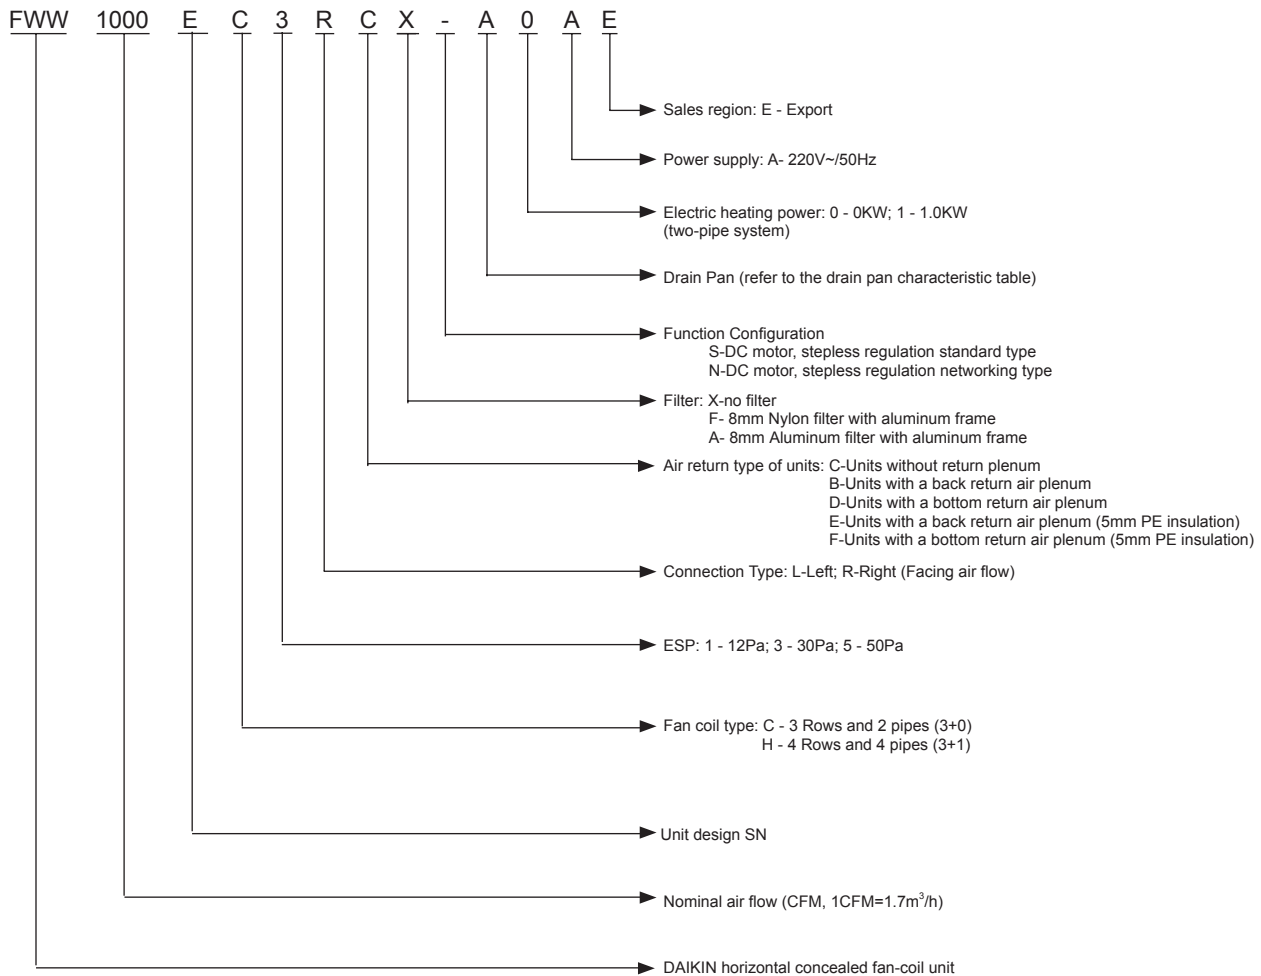 FWW 1000 E C 3 R C X - A 0 A E
Sales region: E - Export
Power supply: A- 220V~/50Hz
Electric heating power: 0 - 0KW; 1 - 1.0KW
(two-pipe system)
Drain Pan (refer to the drain pan characteristic table)
Function Configuration
S-DC motor, stepless regulation standard type
N-DC motor, stepless regulation networking type
Filter: X-no filter
F- 8mm Nylon filter with aluminum frame
A- 8mm Aluminum filter with aluminum frame
Air return type of units: C-Units without return plenum
B-Units with a back return air plenum
D-Units with a bottom return air plenum
E-Units with a back return air plenum (5mm PE insulation)
F-Units with a bottom return air plenum (5mm PE insulation)
Connection Type: L-Left; R-Right (Facing air flow)
ESP: 1 - 12Pa; 3 - 30Pa; 5 - 50Pa
Fan coil type: C - 3 Rows and 2 pipes (3+0)
H - 4 Rows and 4 pipes (3+1)
Unit design SN
Nominal air flow (CFM, 1CFM=1.7m³/h)
DAIKIN horizontal concealed fan-coil unit